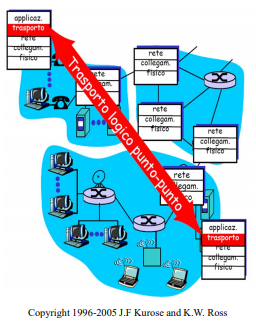 applicaz.
trasporto
rete
collegam.
fisico
Trasporto logico punto-punto
rete
collegam.
fisico
rete
collegam.
fisico
rete
collegam.
fisico
rete
collegam.
fisico
rete
collegam.
fisico
applicaz.
trasporto
rete
collegam.
fisico
Copyright 1996-2005 J.F Kurose and K.W. Ross